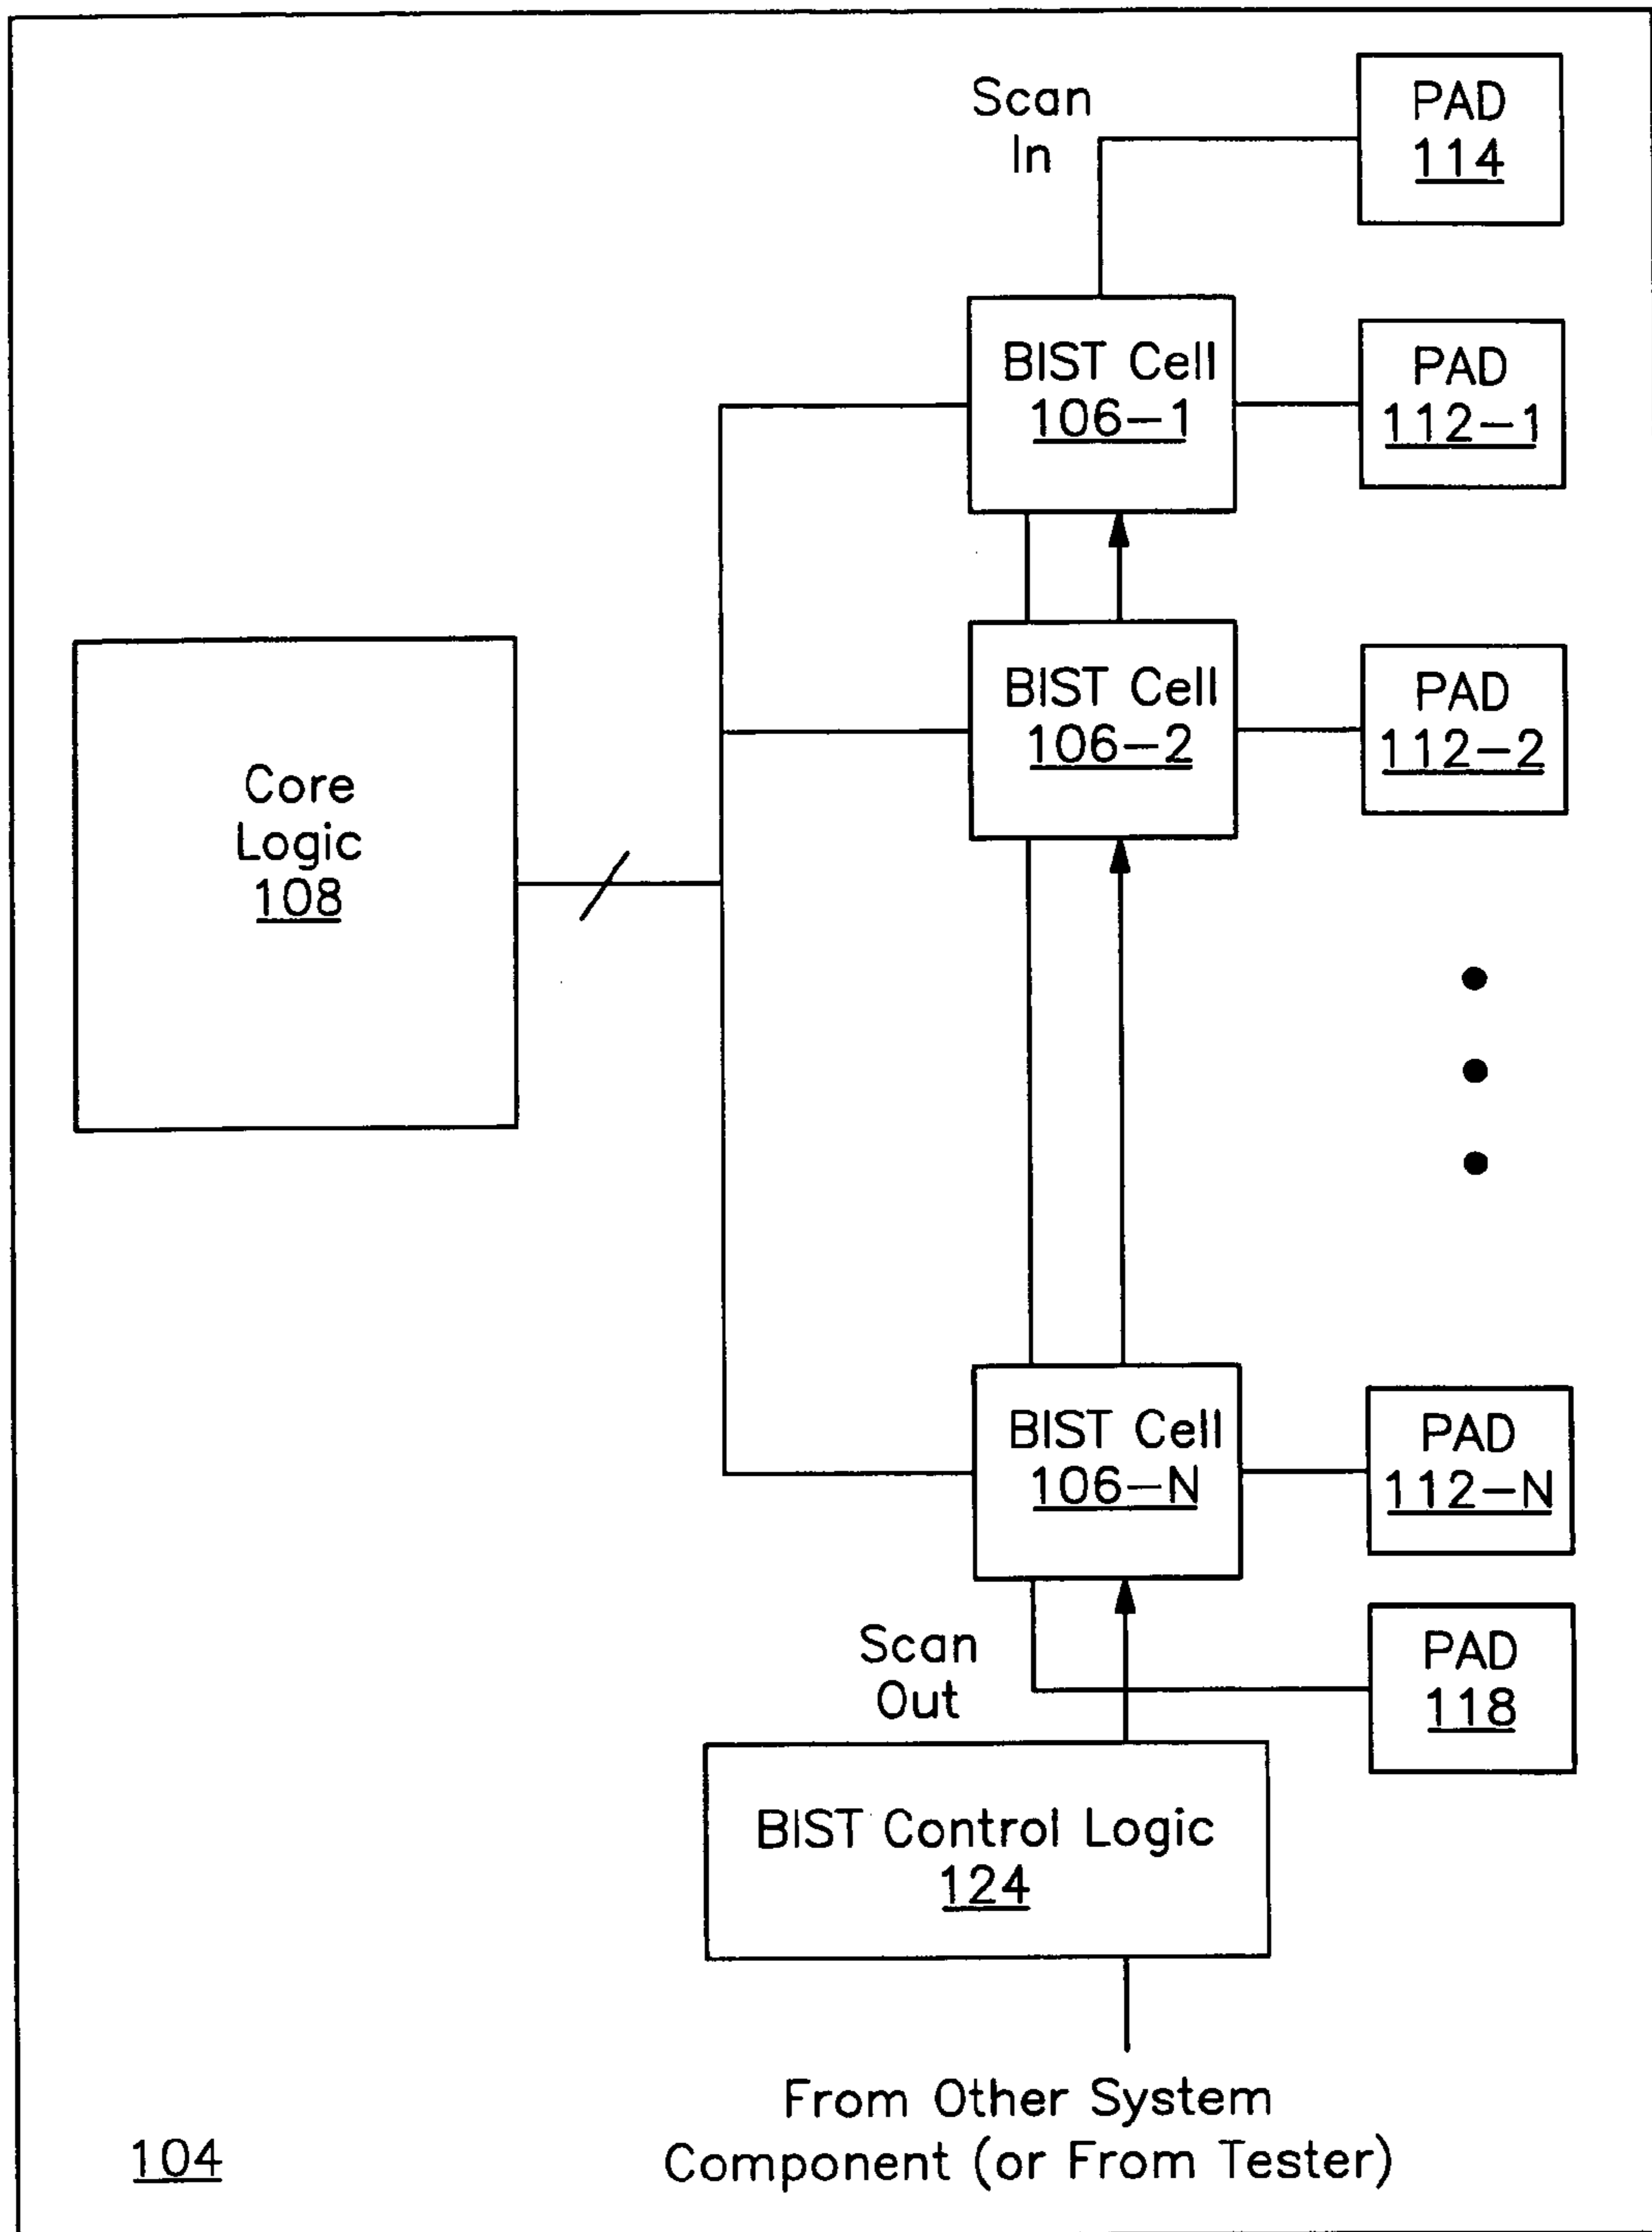 Scan
In
PAD
114
BIST Cell
106-1
PAD
112-1
BIST Cell
106-2
PAD
112-2
Core
Logic
108
BIST Cell
106-N
PAD
112-N
Scan
Out
PAD
118
BIST Control Logic
124
From Other System
Component (or From Tester)
104